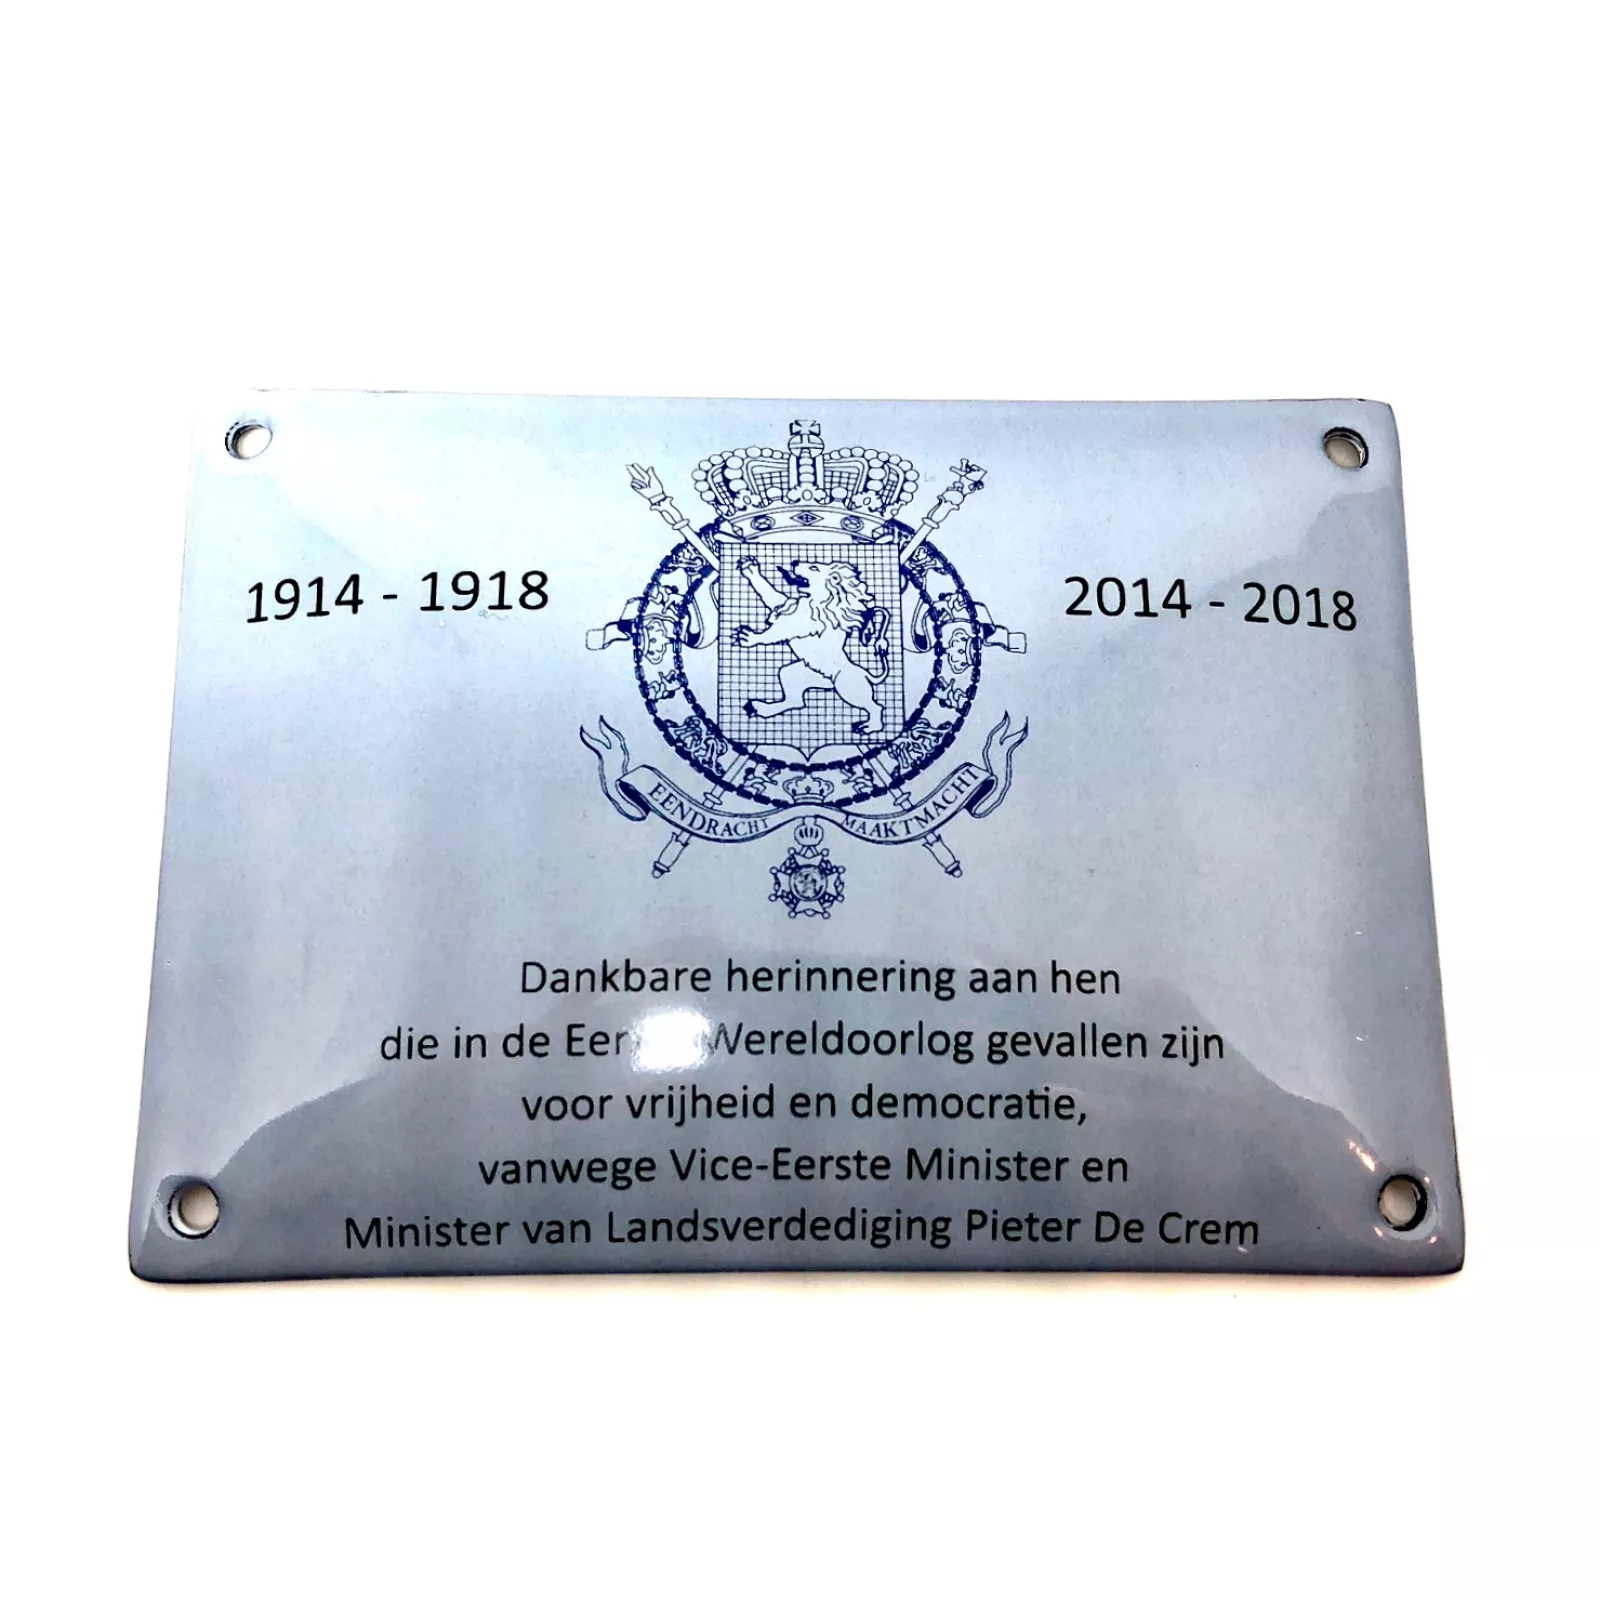 1914 - 1918
2014 - 2018
EENDRACHT MAAKT MACHT
Dankbare herinnering aan hen
die in de Wereldoorlog gevallen zijn
voor vrijheid en democratie,
vanwege Vice-Eerste Minister en
Minister van Landsverdediging Pieter De Crem